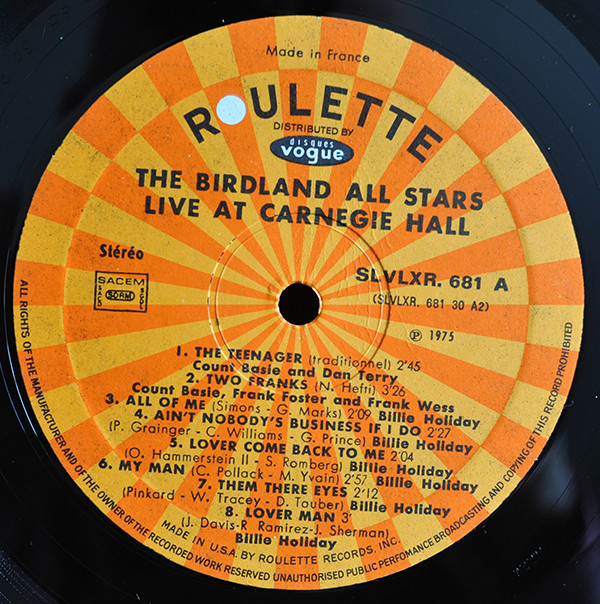 Made in France
ROULETTE
DISTRIBUTED BY
disques
vogue
THE BIRDLAND ALL STARS
LIVE AT CARNEGIE HALL
Stéréo
SLVLXR. 681 A
(SLVLXR. 681 30 A2)
SACEM
SACD
SDRM
SGDL
℗ 1975
1. THE TEENAGER (traditionnel) 2'45
Count Basie and Dan Terry
2. TWO FRANKS (N. Hefti) 3'26
Count Basie, Frank Foster and Frank Wess
3. ALL OF ME (Simons - G. Marks) 2'09 Billie Holiday
4. AIN'T NOBODY'S BUSINESS IF I DO 2'27
(P. Grainger - C. Williams - G. Prince) Billie Holiday
5. LOVER COME BACK TO ME 2'04
(O. Hammerstein II - S. Romberg) Billie Holiday
6. MY MAN (C. Pollack - M. Yvain) 2'57 Billie Holiday
7. THEM THERE EYES 2'12
(Pinkard - W. Tracey - D. Touber) Billie Holiday
8. LOVER MAN 3'
(J. Davis-R Ramirez-J. Sherman)
Billie Holiday
MADE IN U.S.A. BY ROULETTE RECORDS, INC.
ALL RIGHTS OF THE MANUFACTURER AND OF THE OWNER OF THE RECORDED WORK RESERVED UNAUTHORISED PUBLIC PERFOMANCE BROADCASTING AND COPYING OF THIS RECORD PROHIBITED